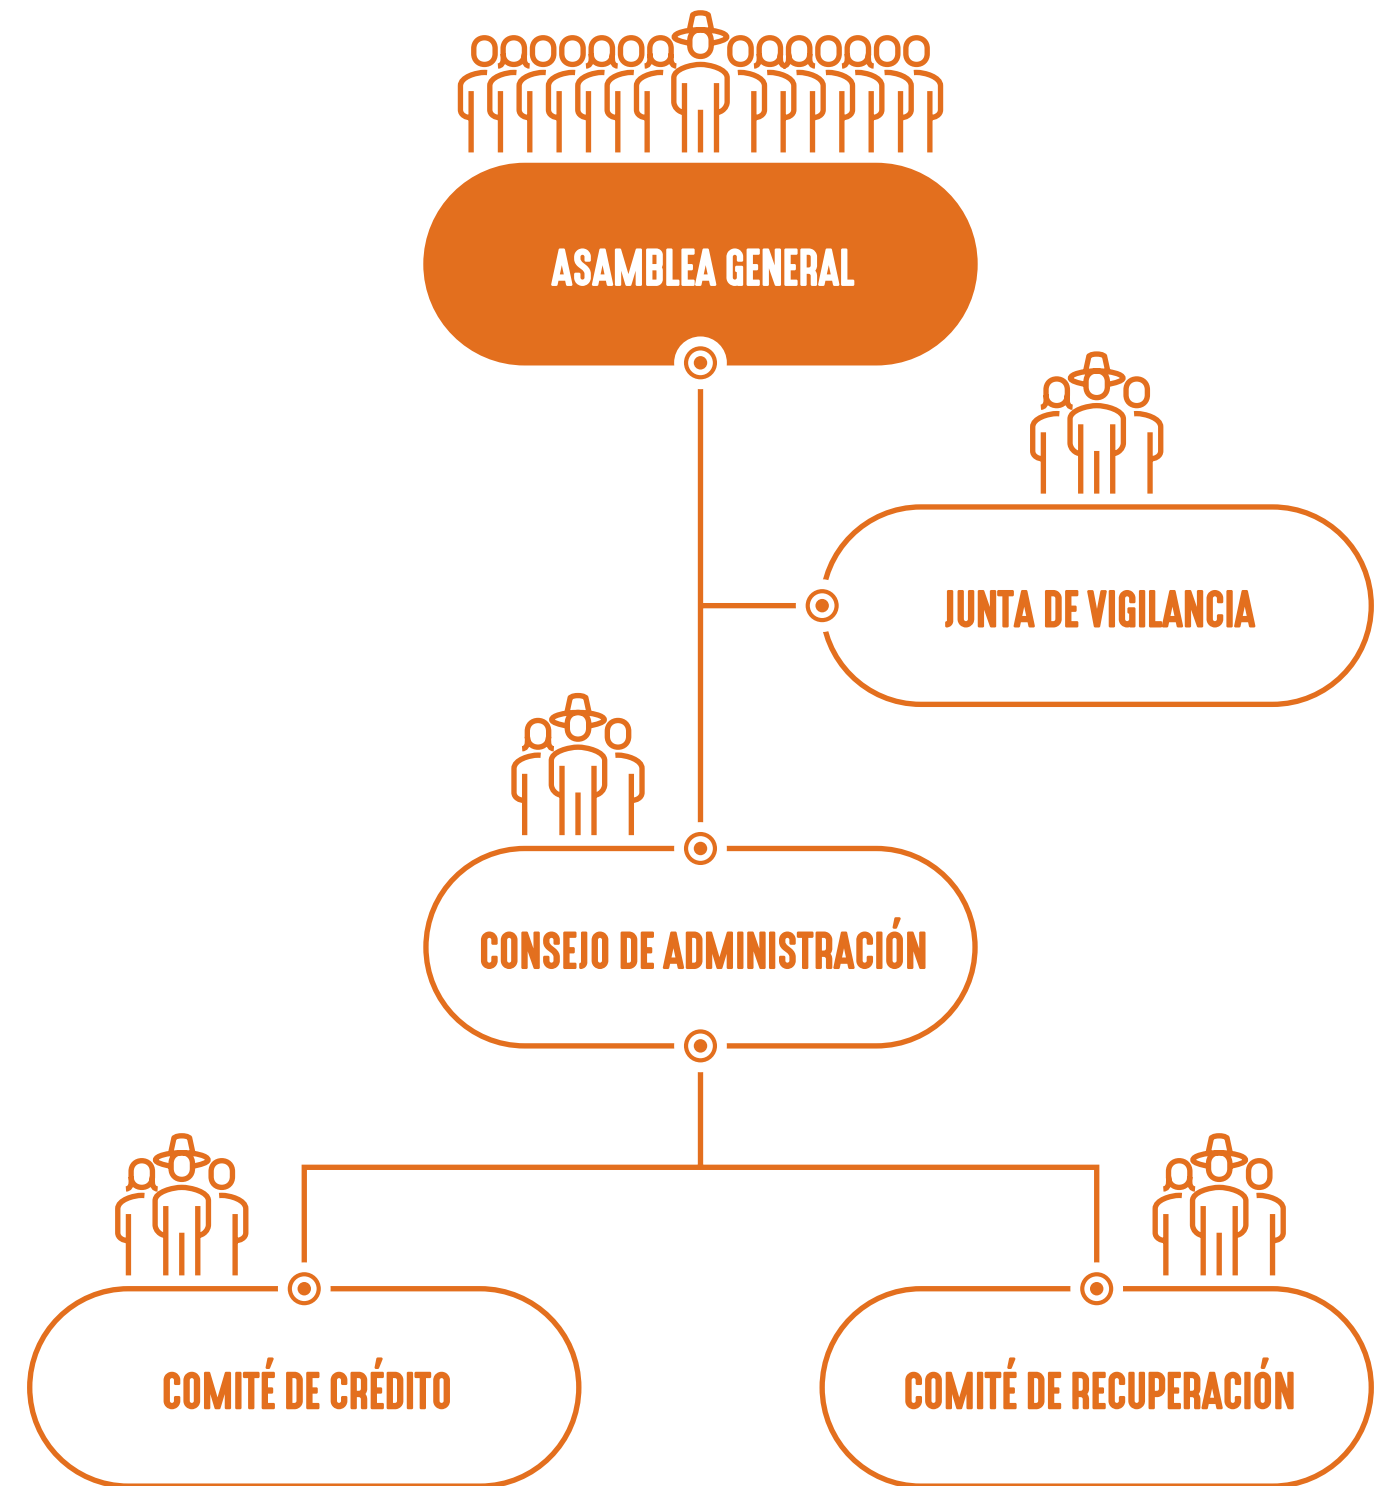 ASAMBLEA GENERAL
JUNTA DE VIGILANCIA
CONSEJO DE ADMINISTRACIÓN
COMITÉ DE CRÉDITO
COMITÉ DE RECUPERACIÓN